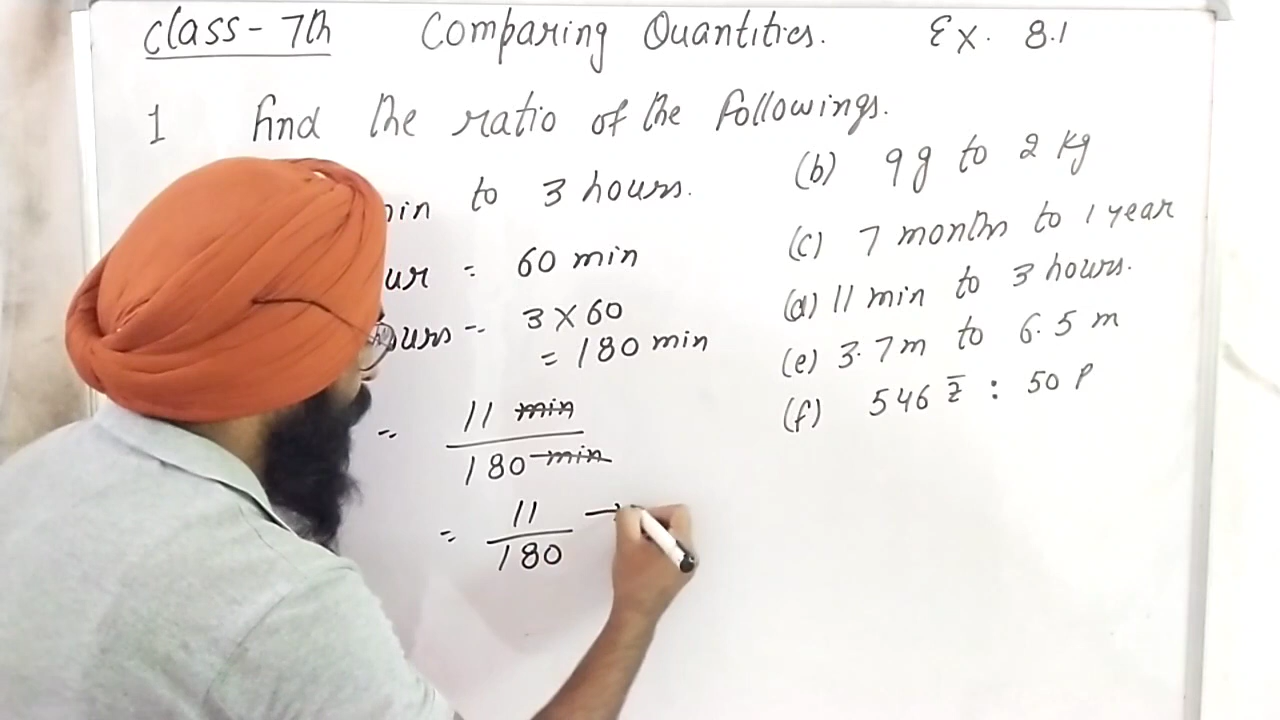 class - 7th Comparing Quantities. Ex. 8.1
1 find the ratio of the followings.
min to 3 hours.
= 60 min
= 3 X 60
= 180 min
= 11 min / 180 min
= 11 / 180 →
(b) 9g to 2 kg
(c) 7 months to 1 year
(d) 11 min to 3 hours.
(e) 3.7m to 6.5 m
(f) 546 : 50 P